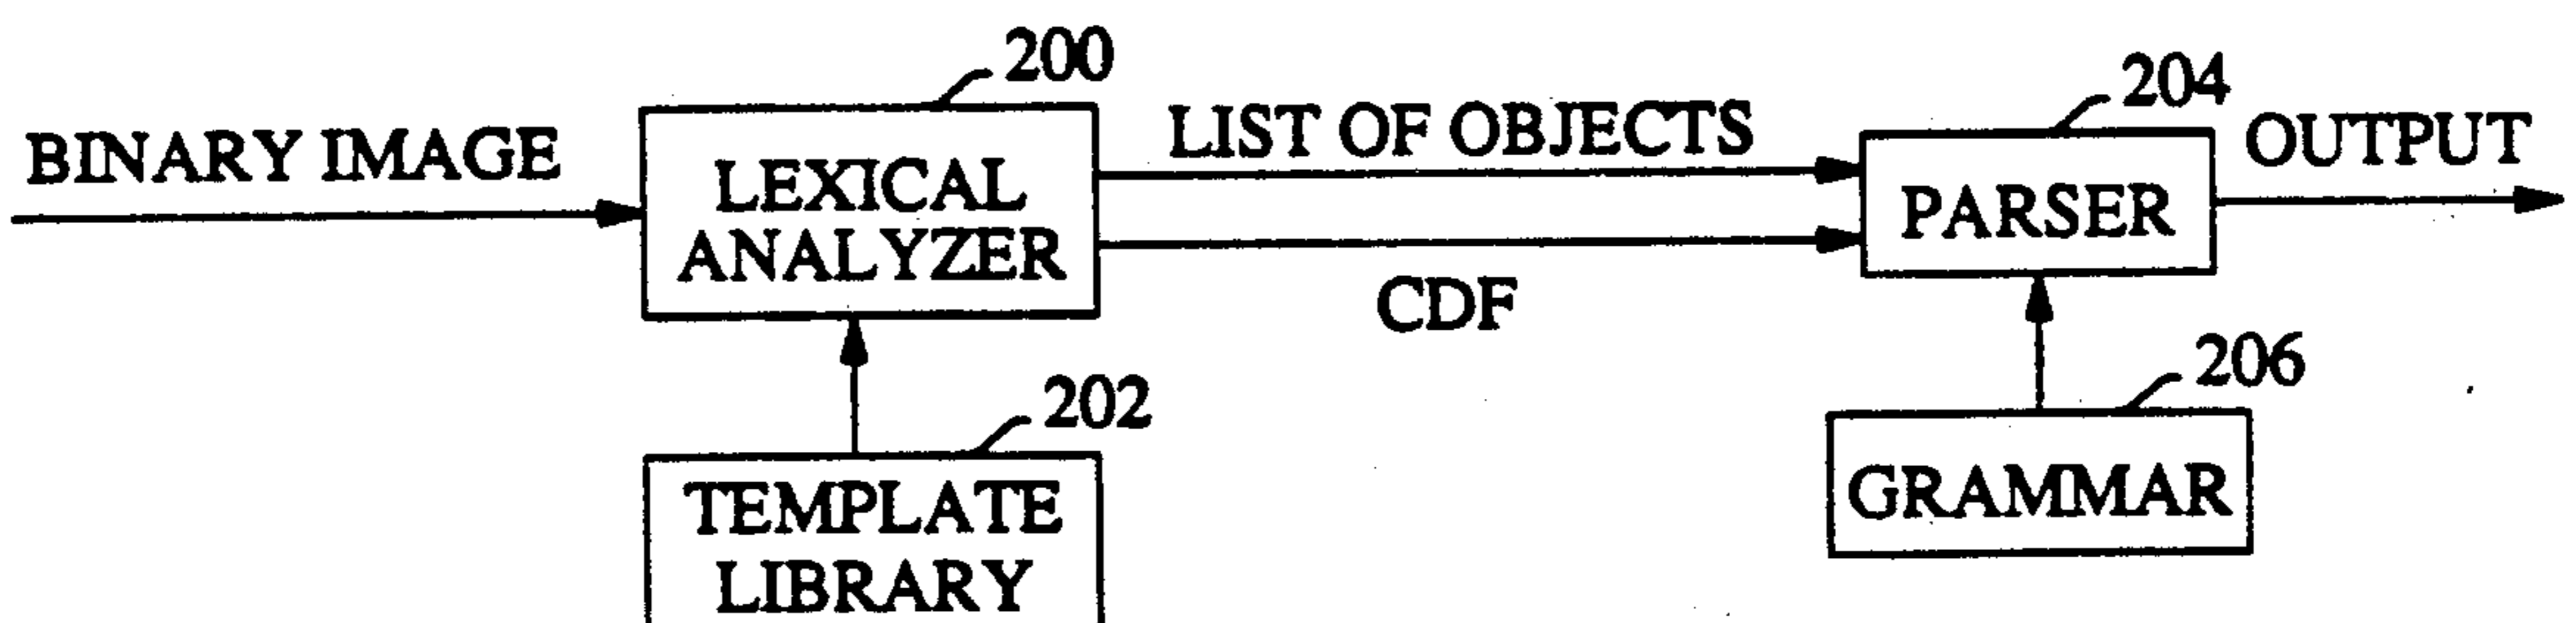 200
204
BINARY IMAGE
LIST OF OBJECTS
OUTPUT
LEXICAL
ANALYZER
PARSER
CDF
202
206
TEMPLATE
LIBRARY
GRAMMAR